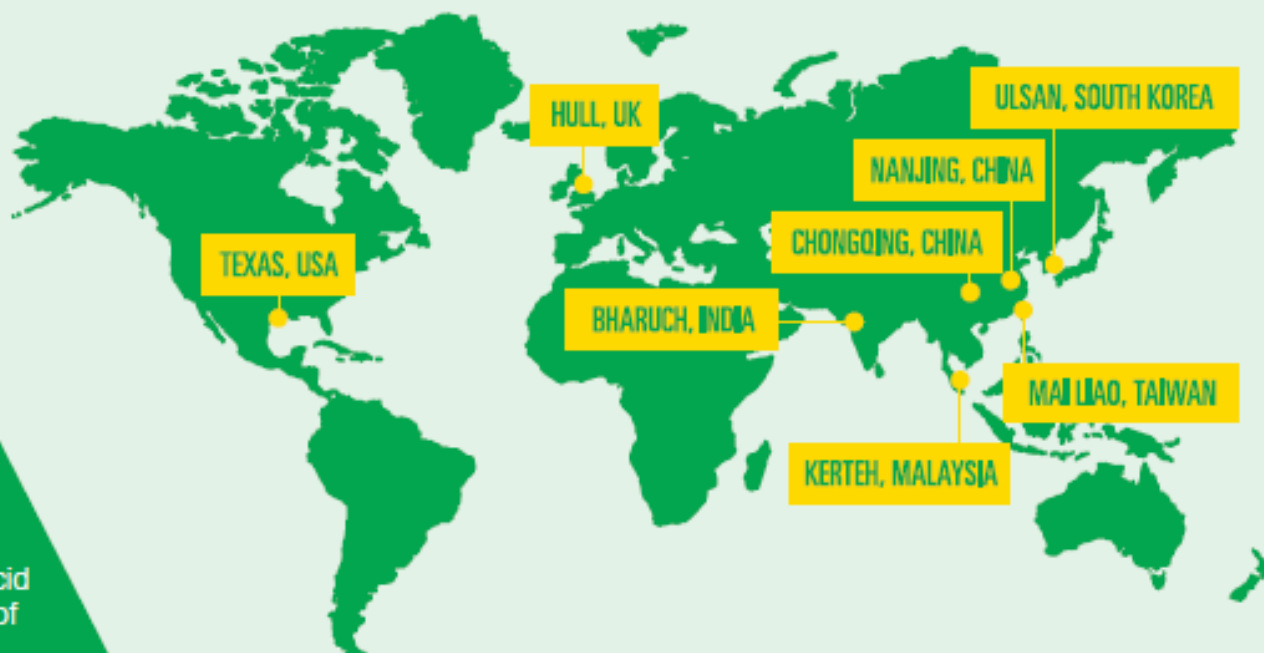 HULL, UK
ULSAN, SOUTH KOREA
NANJING, CHINA
CHONGQING, CHINA
TEXAS, USA
BHARUCH, INDIA
MAI LIAO, TAIWAN
KERTEH, MALAYSIA
cid
of